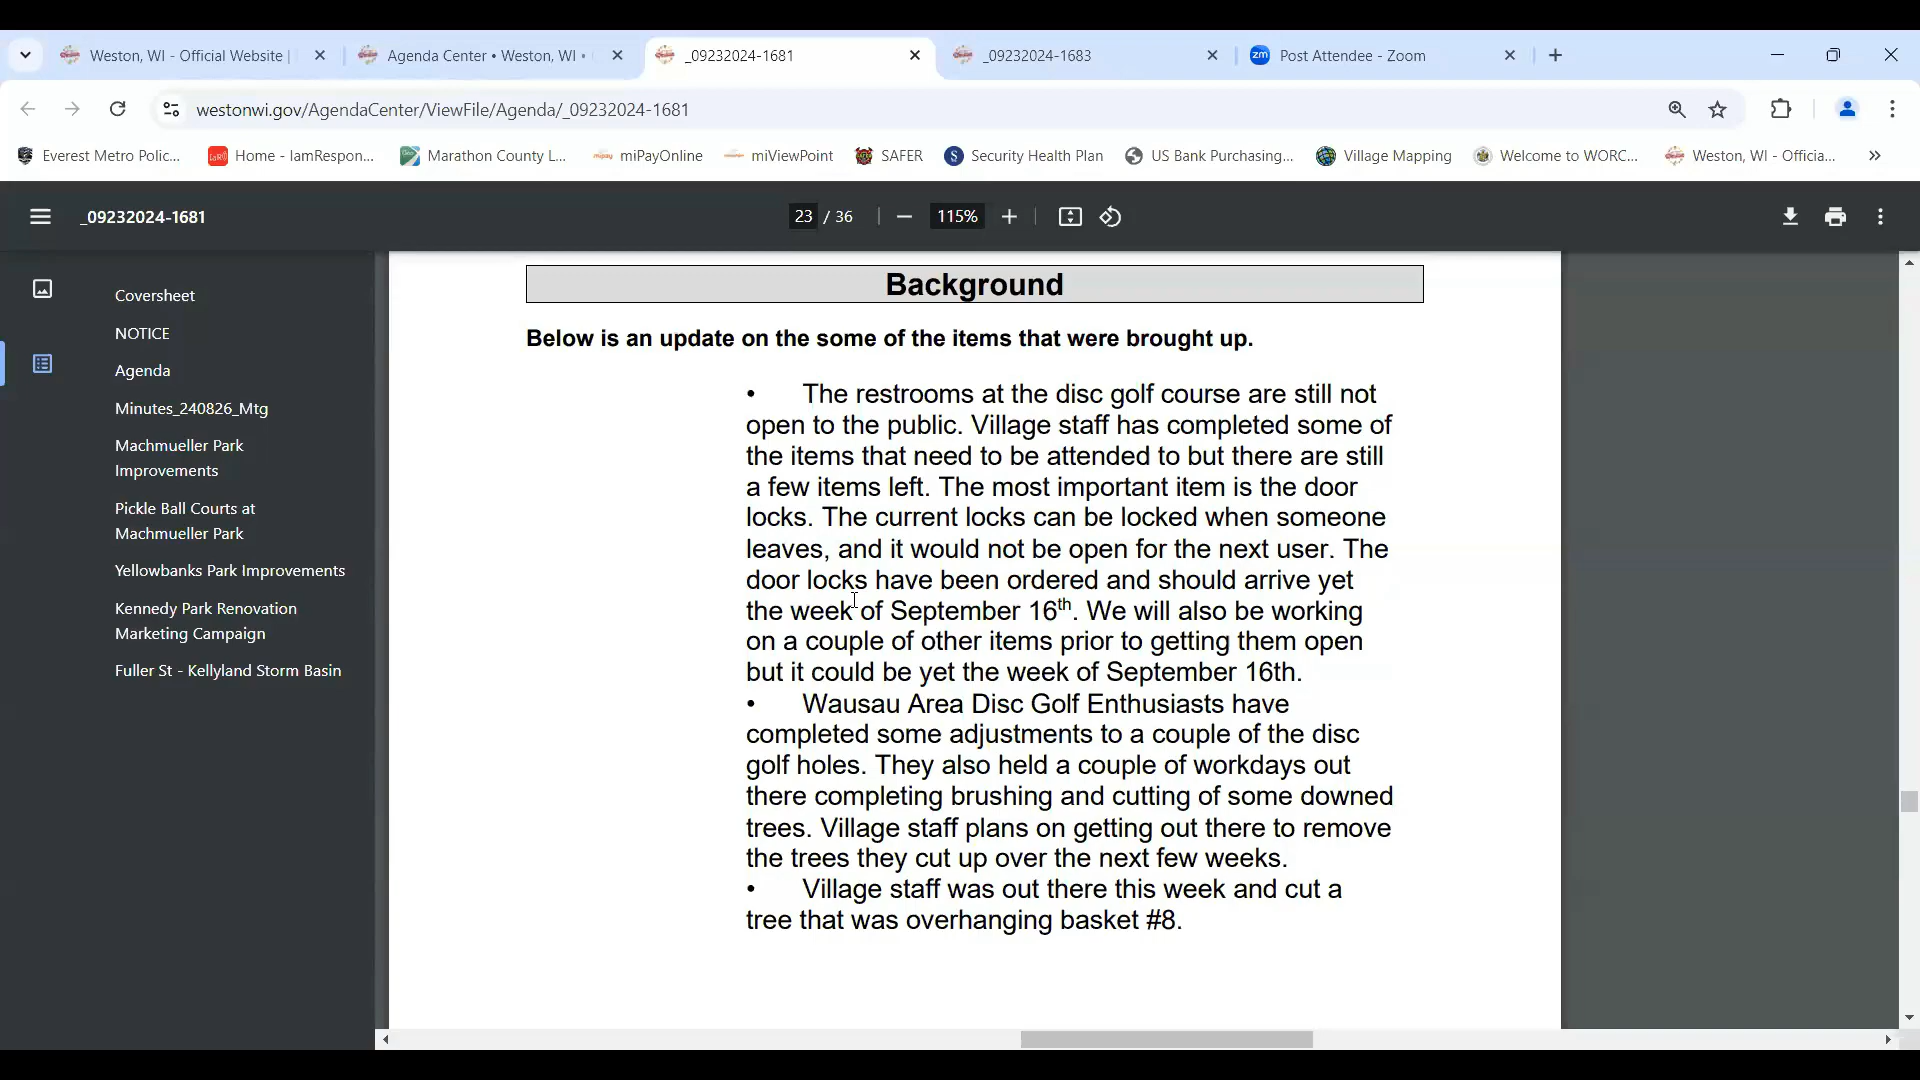 Weston, WI - Official Website |
Agenda Center • Weston, WI •
_09232024-1681
_09232024-1683
zm Post Attendee - Zoom
westonwi.gov/AgendaCenter/ViewFile/Agenda/_09232024-1681
Everest Metro Polic...
Home - IamRespon...
Marathon County L...
miPayOnline
miViewPoint
SAFER
Security Health Plan
US Bank Purchasing...
Village Mapping
Welcome to WORC...
Weston, WI - Officia...
_09232024-1681
23 / 36
115%
Coversheet
NOTICE
Agenda
Minutes_240826_Mtg
Machmueller Park
Improvements
Pickle Ball Courts at
Machmueller Park
Yellowbanks Park Improvements
Kennedy Park Renovation
Marketing Campaign
Fuller St - Kellyland Storm Basin
Background
Below is an update on the some of the items that were brought up.
• The restrooms at the disc golf course are still not
open to the public. Village staff has completed some of
the items that need to be attended to but there are still
a few items left. The most important item is the door
locks. The current locks can be locked when someone
leaves, and it would not be open for the next user. The
door locks have been ordered and should arrive yet
the week of September 16th. We will also be working
on a couple of other items prior to getting them open
but it could be yet the week of September 16th.
• Wausau Area Disc Golf Enthusiasts have
completed some adjustments to a couple of the disc
golf holes. They also held a couple of workdays out
there completing brushing and cutting of some downed
trees. Village staff plans on getting out there to remove
the trees they cut up over the next few weeks.
• Village staff was out there this week and cut a
tree that was overhanging basket #8.